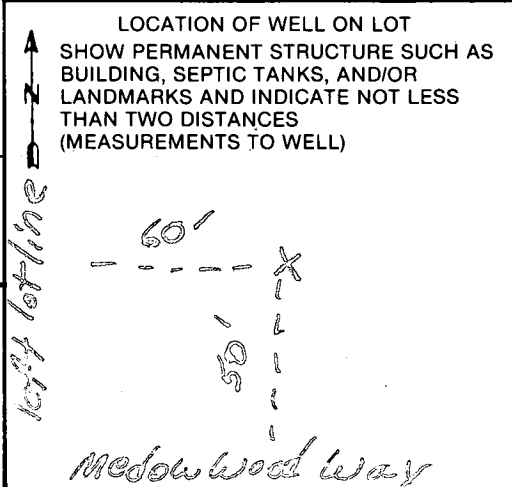 LOCATION OF WELL ON LOT
SHOW PERMANENT STRUCTURE SUCH AS
BUILDING, SEPTIC TANKS, AND/OR
LANDMARKS AND INDICATE NOT LESS
THAN TWO DISTANCES
(MEASUREMENTS TO WELL)
N
left lot line
60'
X
50'
Medow Wood Way